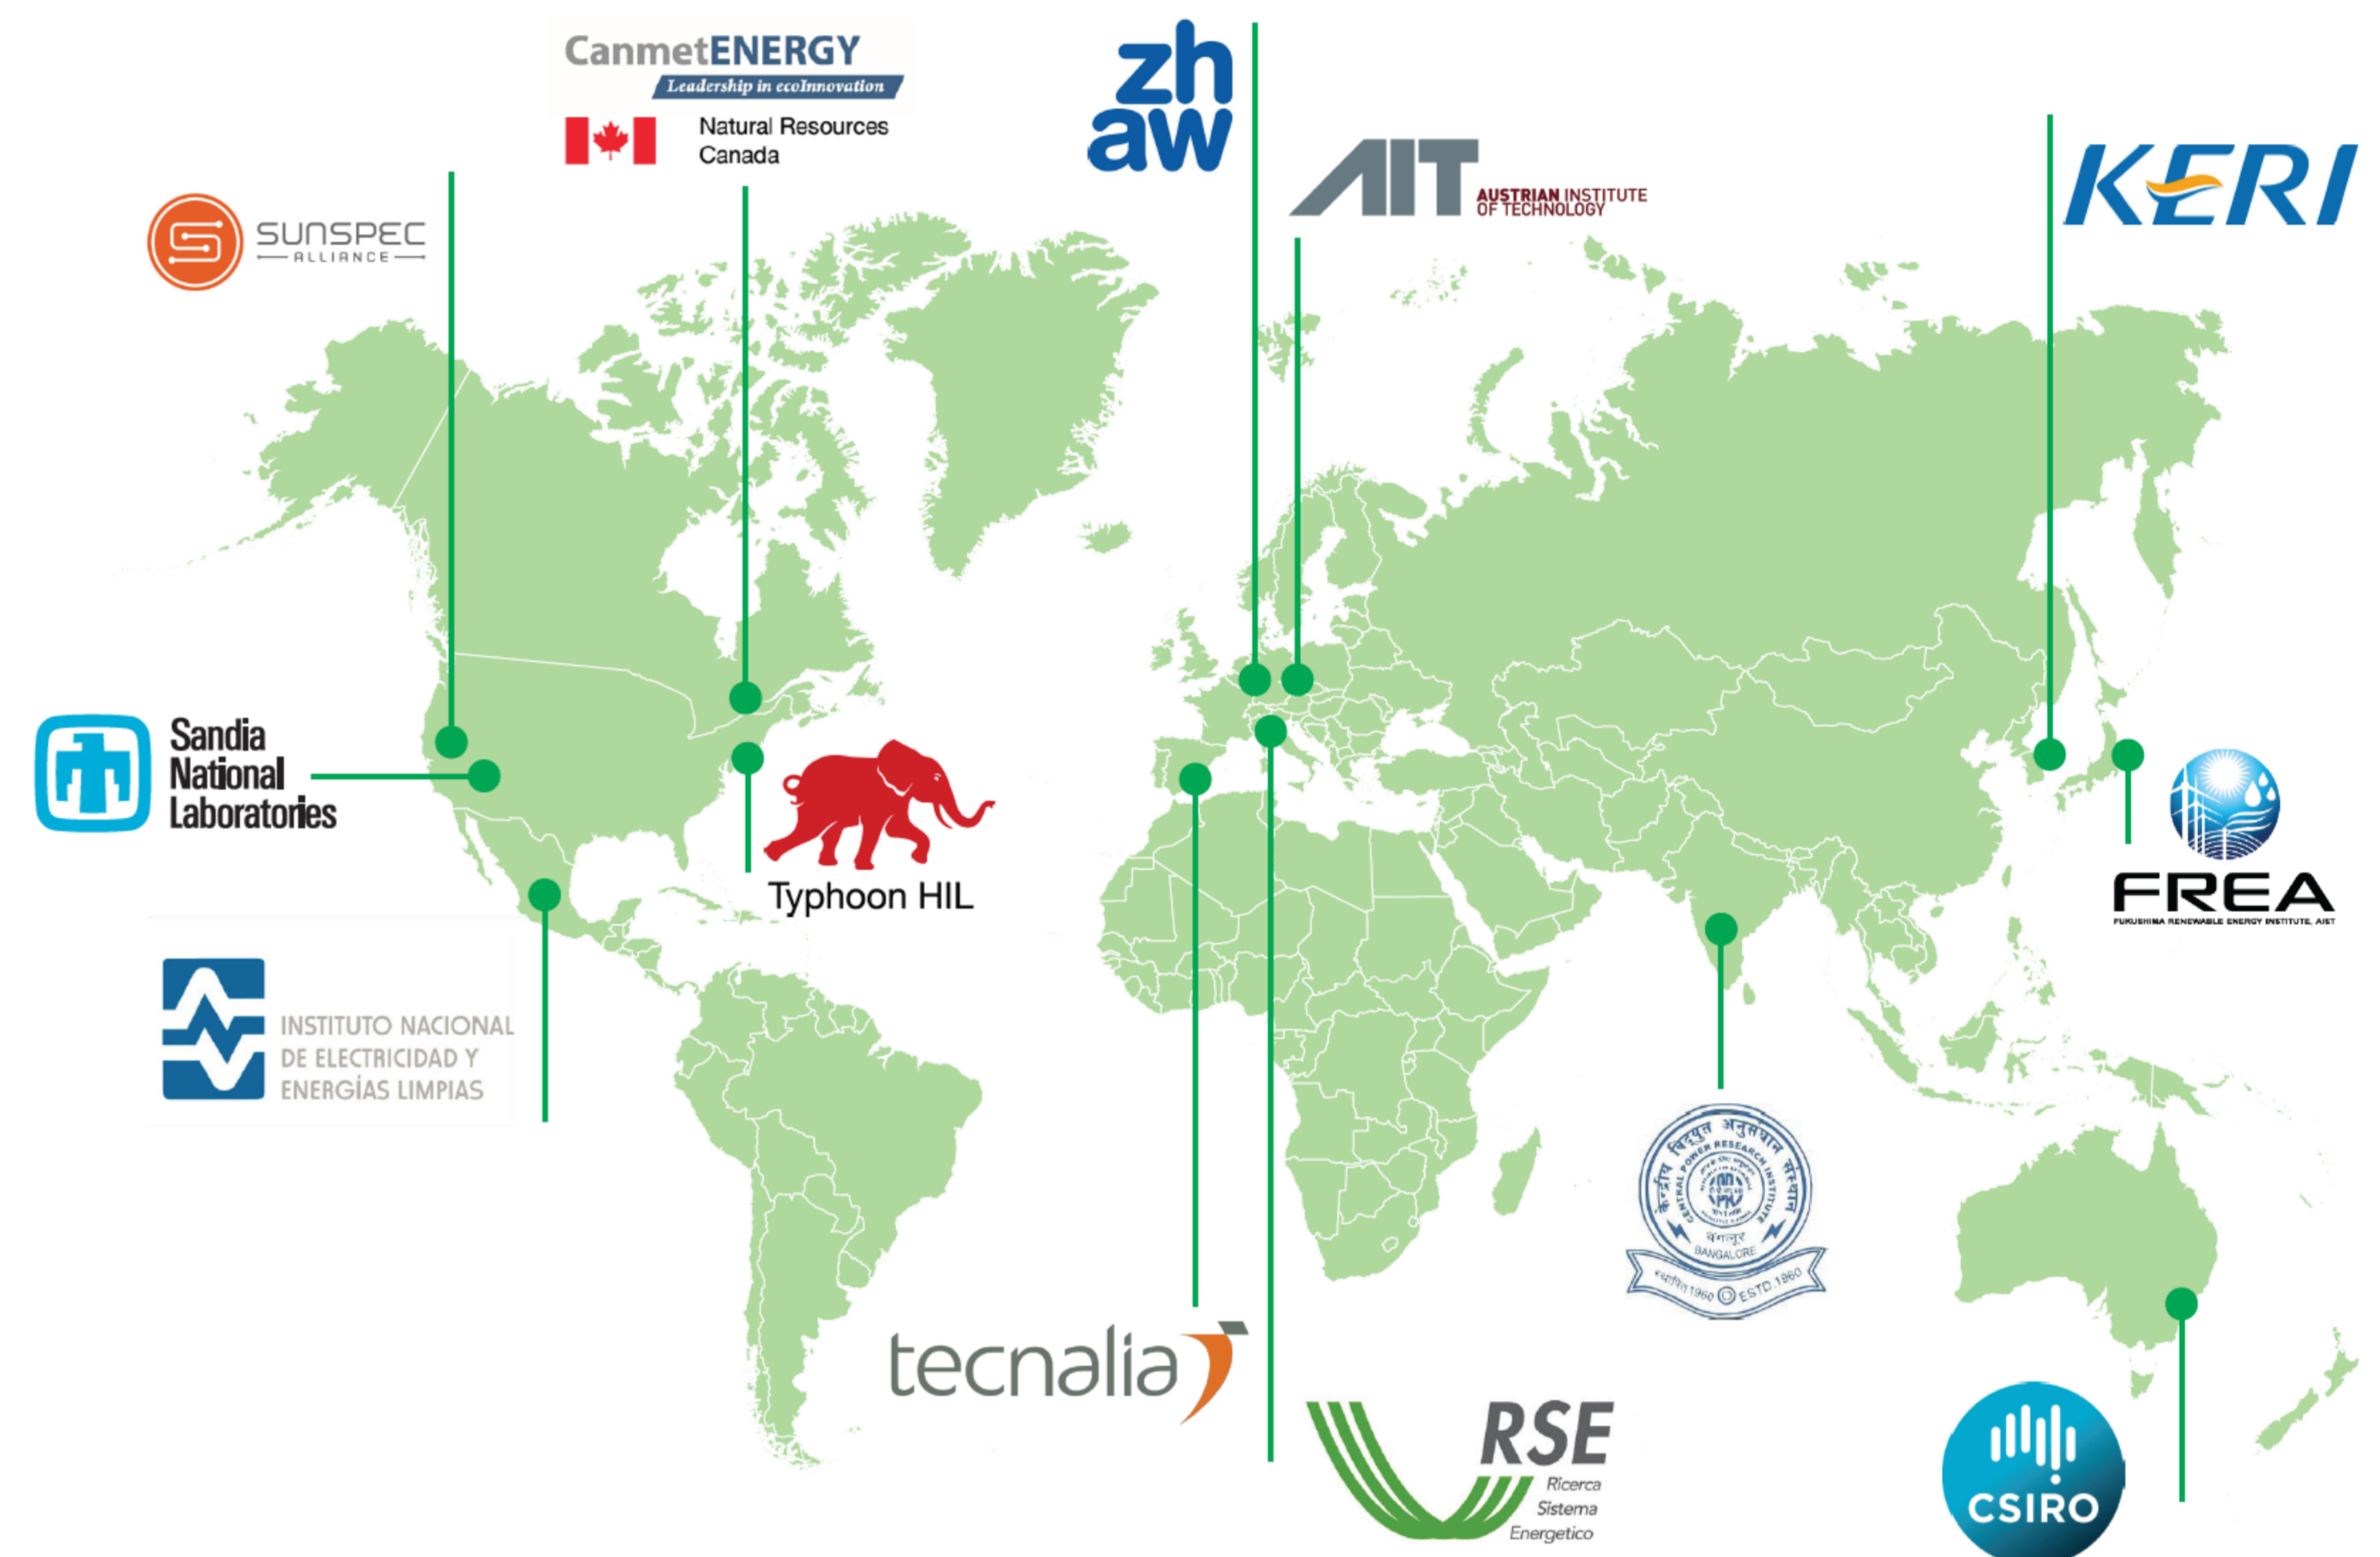 CanmetENERGY
Leadership in ecoInnovation
Natural Resources
Canada
zh
aw
AIT
AUSTRIAN INSTITUTE
OF TECHNOLOGY
KERI
SUNSPEC
ALLIANCE
Sandia
National
Laboratories
Typhoon HIL
FREA
FUKUSHIMA RENEWABLE ENERGY INSTITUTE, AIST
INSTITUTO NACIONAL
DE ELECTRICIDAD Y
ENERGÍAS LIMPIAS
केन्द्रीय विद्युत अनुसंधान संस्थान
CENTRAL POWER RESEARCH INSTITUTE
BANGALORE
1960
ESTD. 1960
tecnalia
RSE
Ricerca
Sistema
Energetico
CSIRO